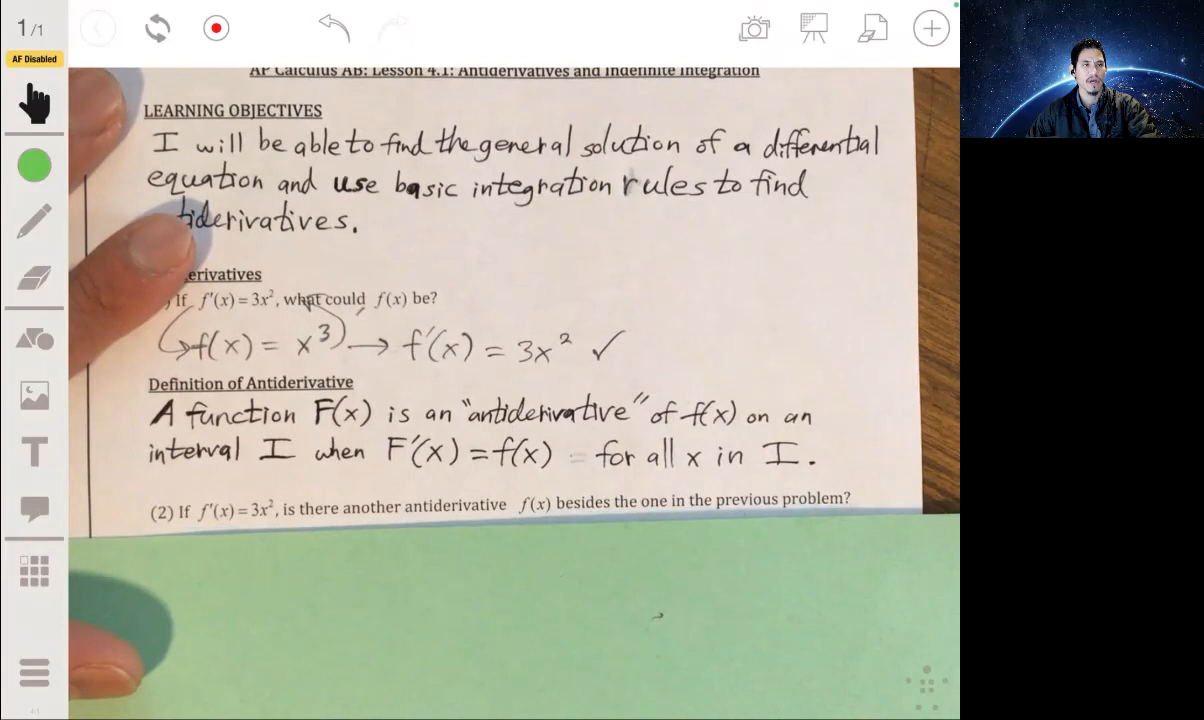 1/1
AF Disabled
AP Calculus AB: Lesson 4.1: Antiderivatives and Indefinite Integration
LEARNING OBJECTIVES
I will be able to find the general solution of a differential
equation and use basic integration rules to find
tiderivatives.
erivatives
) If f'(x) = 3x², what could f(x) be?
f(x) = x³ → f'(x) = 3x² ✓
Definition of Antiderivative
A function F(x) is an "antiderivative" of f(x) on an
interval I when F'(x) = f(x) = for all x in I.
(2) If f'(x) = 3x², is there another antiderivative f(x) besides the one in the previous problem?
T